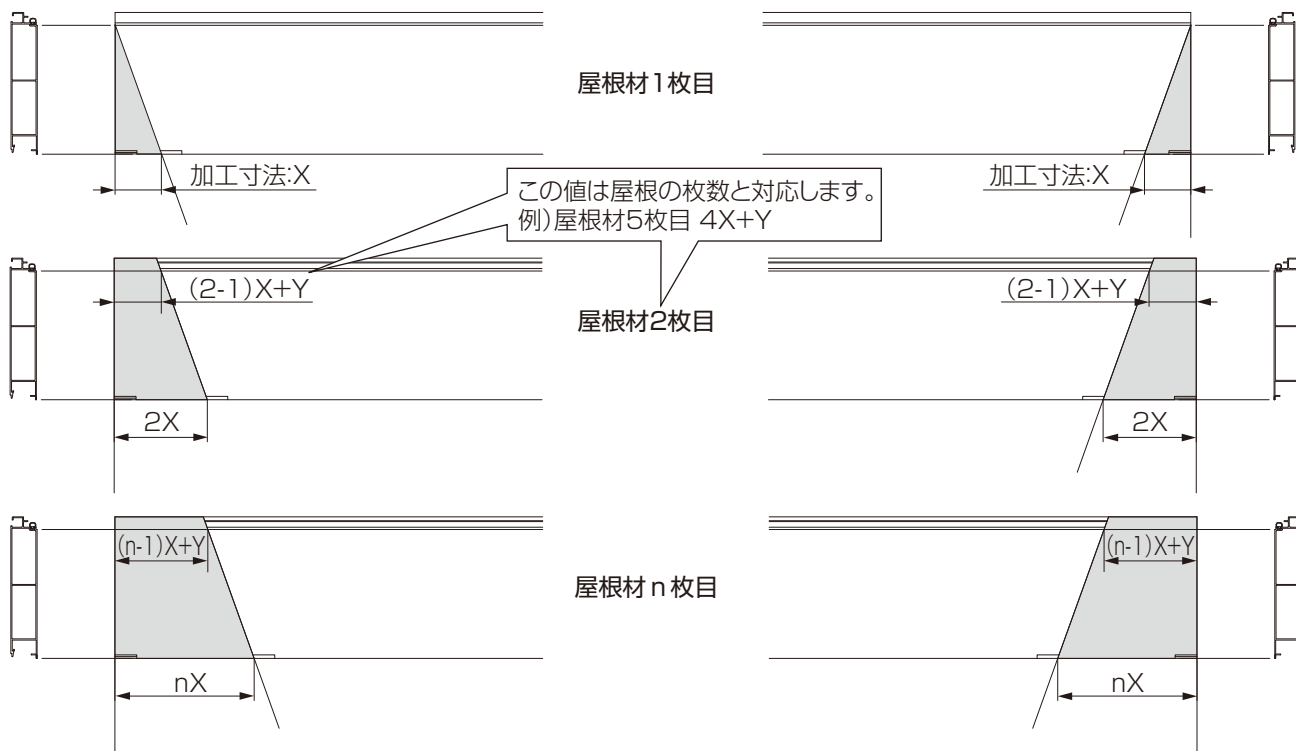 屋根材1枚目
加工寸法:X
加工寸法:X
この値は屋根の枚数と対応します。
例)屋根材5枚目 4X+Y
(2-1)X+Y
(2-1)X+Y
屋根材2枚目
2X
2X
(n-1)X+Y
(n-1)X+Y
屋根材n枚目
nX
nX